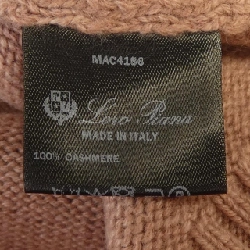 MAC4166
Loro Piana
MADE IN ITALY
100% CASHMERE